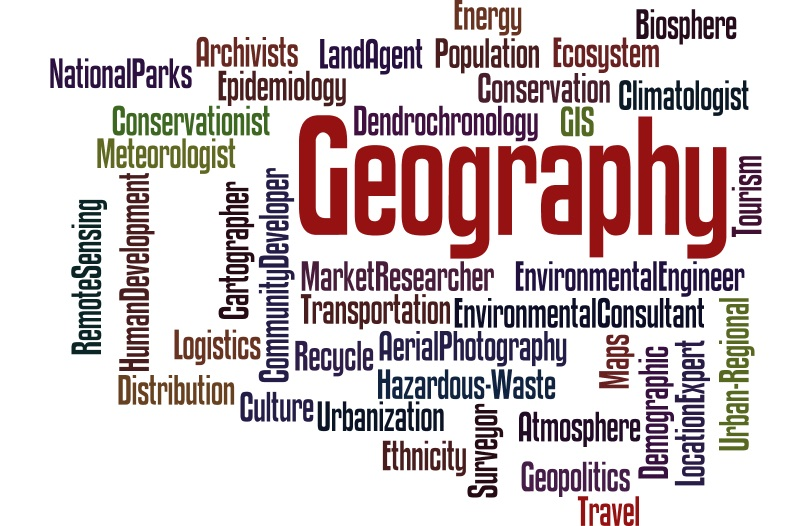 Energy
Biosphere
Archivists
LandAgent
Population
Ecosystem
NationalParks
Epidemiology
Conservation
Climatologist
Conservationist
Dendrochronology
GIS
Meteorologist
Geography
Tourism
RemoteSensing
HumanDevelopment
Cartographer
CommunityDeveloper
MarketResearcher
EnvironmentalEngineer
Transportation
EnvironmentalConsultant
Logistics
Recycle
AerialPhotography
Maps
Demographic
LocationExpert
Urban-Regional
Distribution
Hazardous-Waste
Culture
Urbanization
Surveyor
Atmosphere
Ethnicity
Geopolitics
Travel